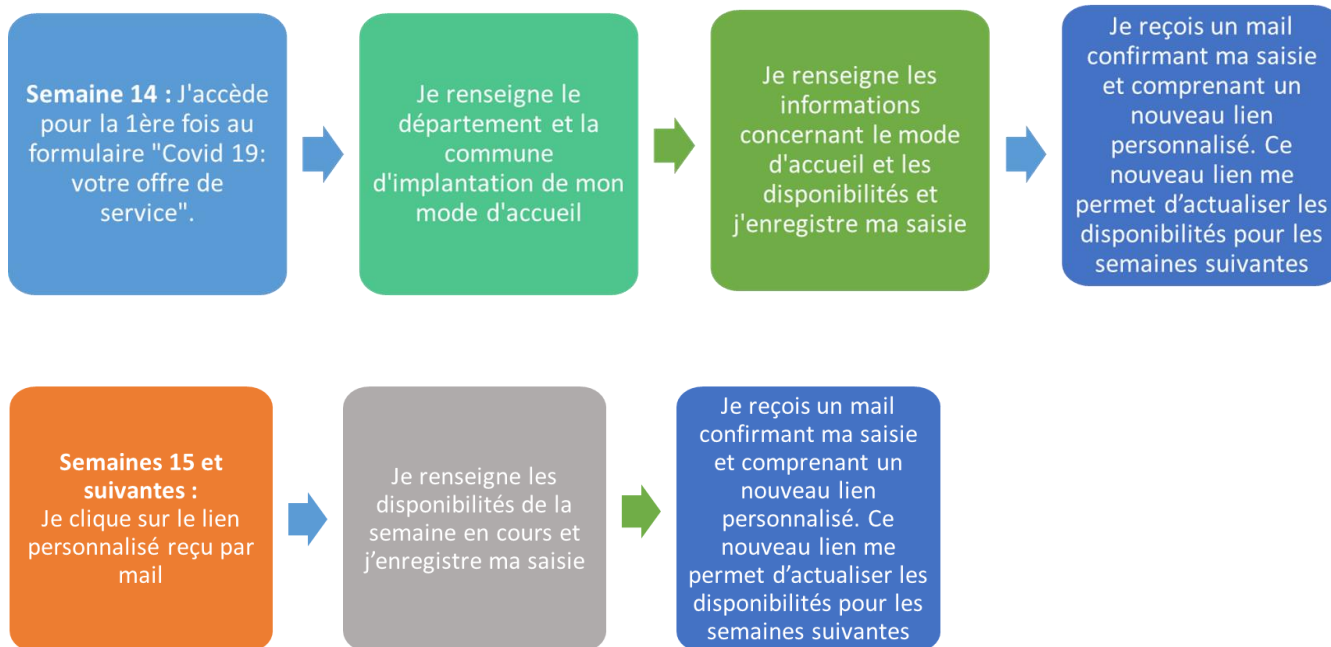 Semaine 14 : J'accède
pour la 1ère fois au
formulaire "Covid 19:
votre offre de
service".
Je renseigne le
département et la
commune
d'implantation de mon
mode d'accueil
Je renseigne les
informations
concernant le mode
d'accueil et les
disponibilités et
j'enregistre ma saisie
Je reçois un mail
confirmant ma saisie
et comprenant un
nouveau lien
personnalisé. Ce
nouveau lien me
permet d’actualiser les
disponibilités pour les
semaines suivantes
Semaines 15 et
suivantes :
Je clique sur le lien
personnalisé reçu par
mail
Je renseigne les
disponibilités de la
semaine en cours et
j’enregistre ma saisie
Je reçois un mail
confirmant ma saisie
et comprenant un
nouveau lien
personnalisé. Ce
nouveau lien me
permet d’actualiser les
disponibilités pour les
semaines suivantes